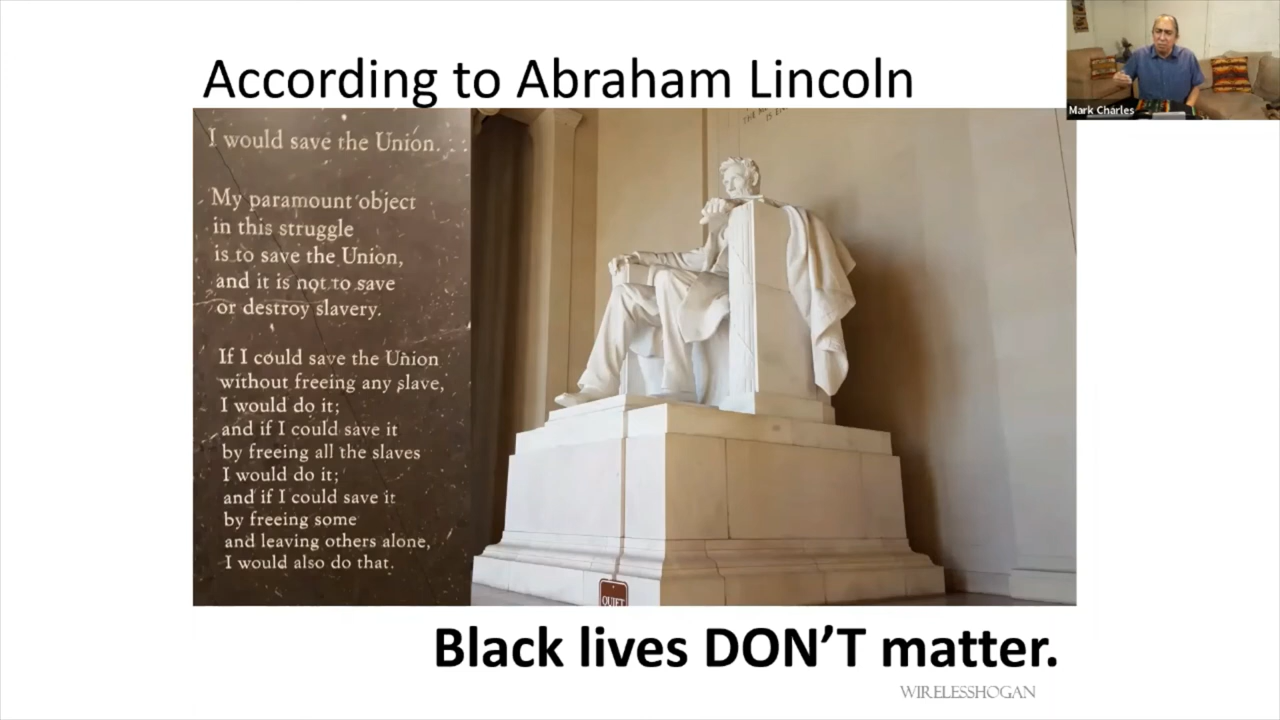 According to Abraham Lincoln
Mark Charles
I would save the Union.
My paramount object
in this struggle
is to save the Union,
and it is not to save
or destroy slavery.
If I could save the Union
without freeing any slave,
I would do it;
and if I could save it
by freeing all the slaves
I would do it;
and if I could save it
by freeing some
and leaving others alone,
I would also do that.
QUIET
Black lives DON'T matter.
WIRELESSHOGAN